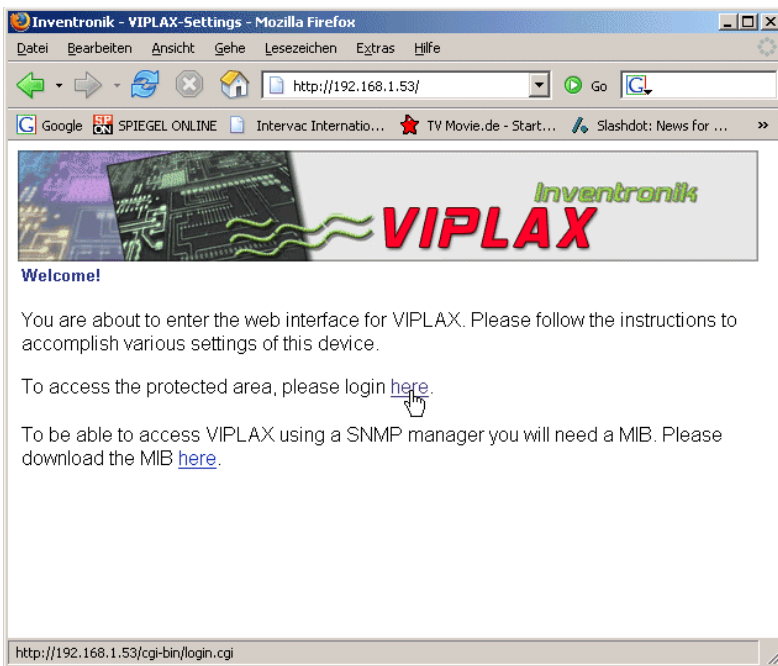 Inventronik - VIPLAX-Settings - Mozilla Firefox
Datei Bearbeiten Ansicht Gehe Lesezeichen Extras Hilfe
http://192.168.1.53/ Go G
G Google SP ON SPIEGEL ONLINE Intervac Internatio... TV Movie.de - Start... Slashdot: News for ... »
Inventronik
VIPLAX
Welcome!
You are about to enter the web interface for VIPLAX. Please follow the instructions to
accomplish various settings of this device.
To access the protected area, please login here.
To be able to access VIPLAX using a SNMP manager you will need a MIB. Please
download the MIB here.
http://192.168.1.53/cgi-bin/login.cgi